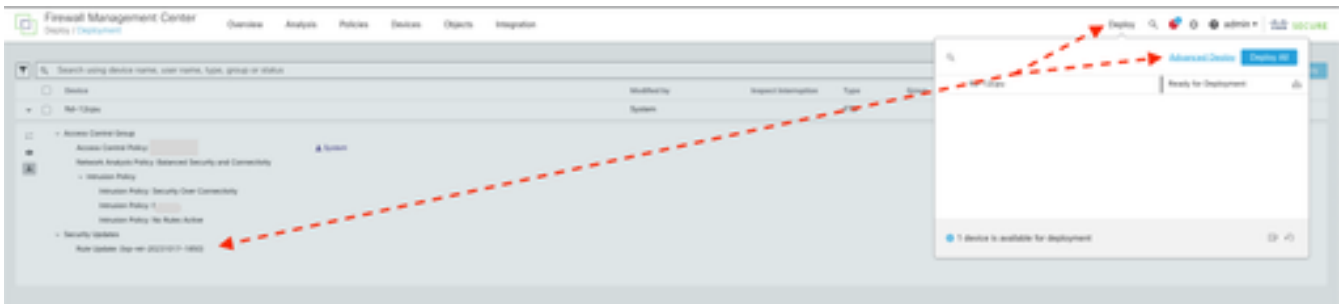 Firewall Management Center
Deploy / Deployment
Overview Analysis Policies Devices Objects Integration
Deploy admin SECURE
Search using device name, user name, type, group or status
Advanced Deploy Deploy All
Device Modified by Inspect Interruption Type Group
System
Ready for Deployment
Access Control Group
Access Control Policy: System
Network Analysis Policy: Balanced Security and Connectivity
Intrusion Policy
Intrusion Policy: Security Over Connectivity
Intrusion Policy:
Intrusion Policy: No Rules Active
Security Updates
Rule Update:
1 device is available for deployment